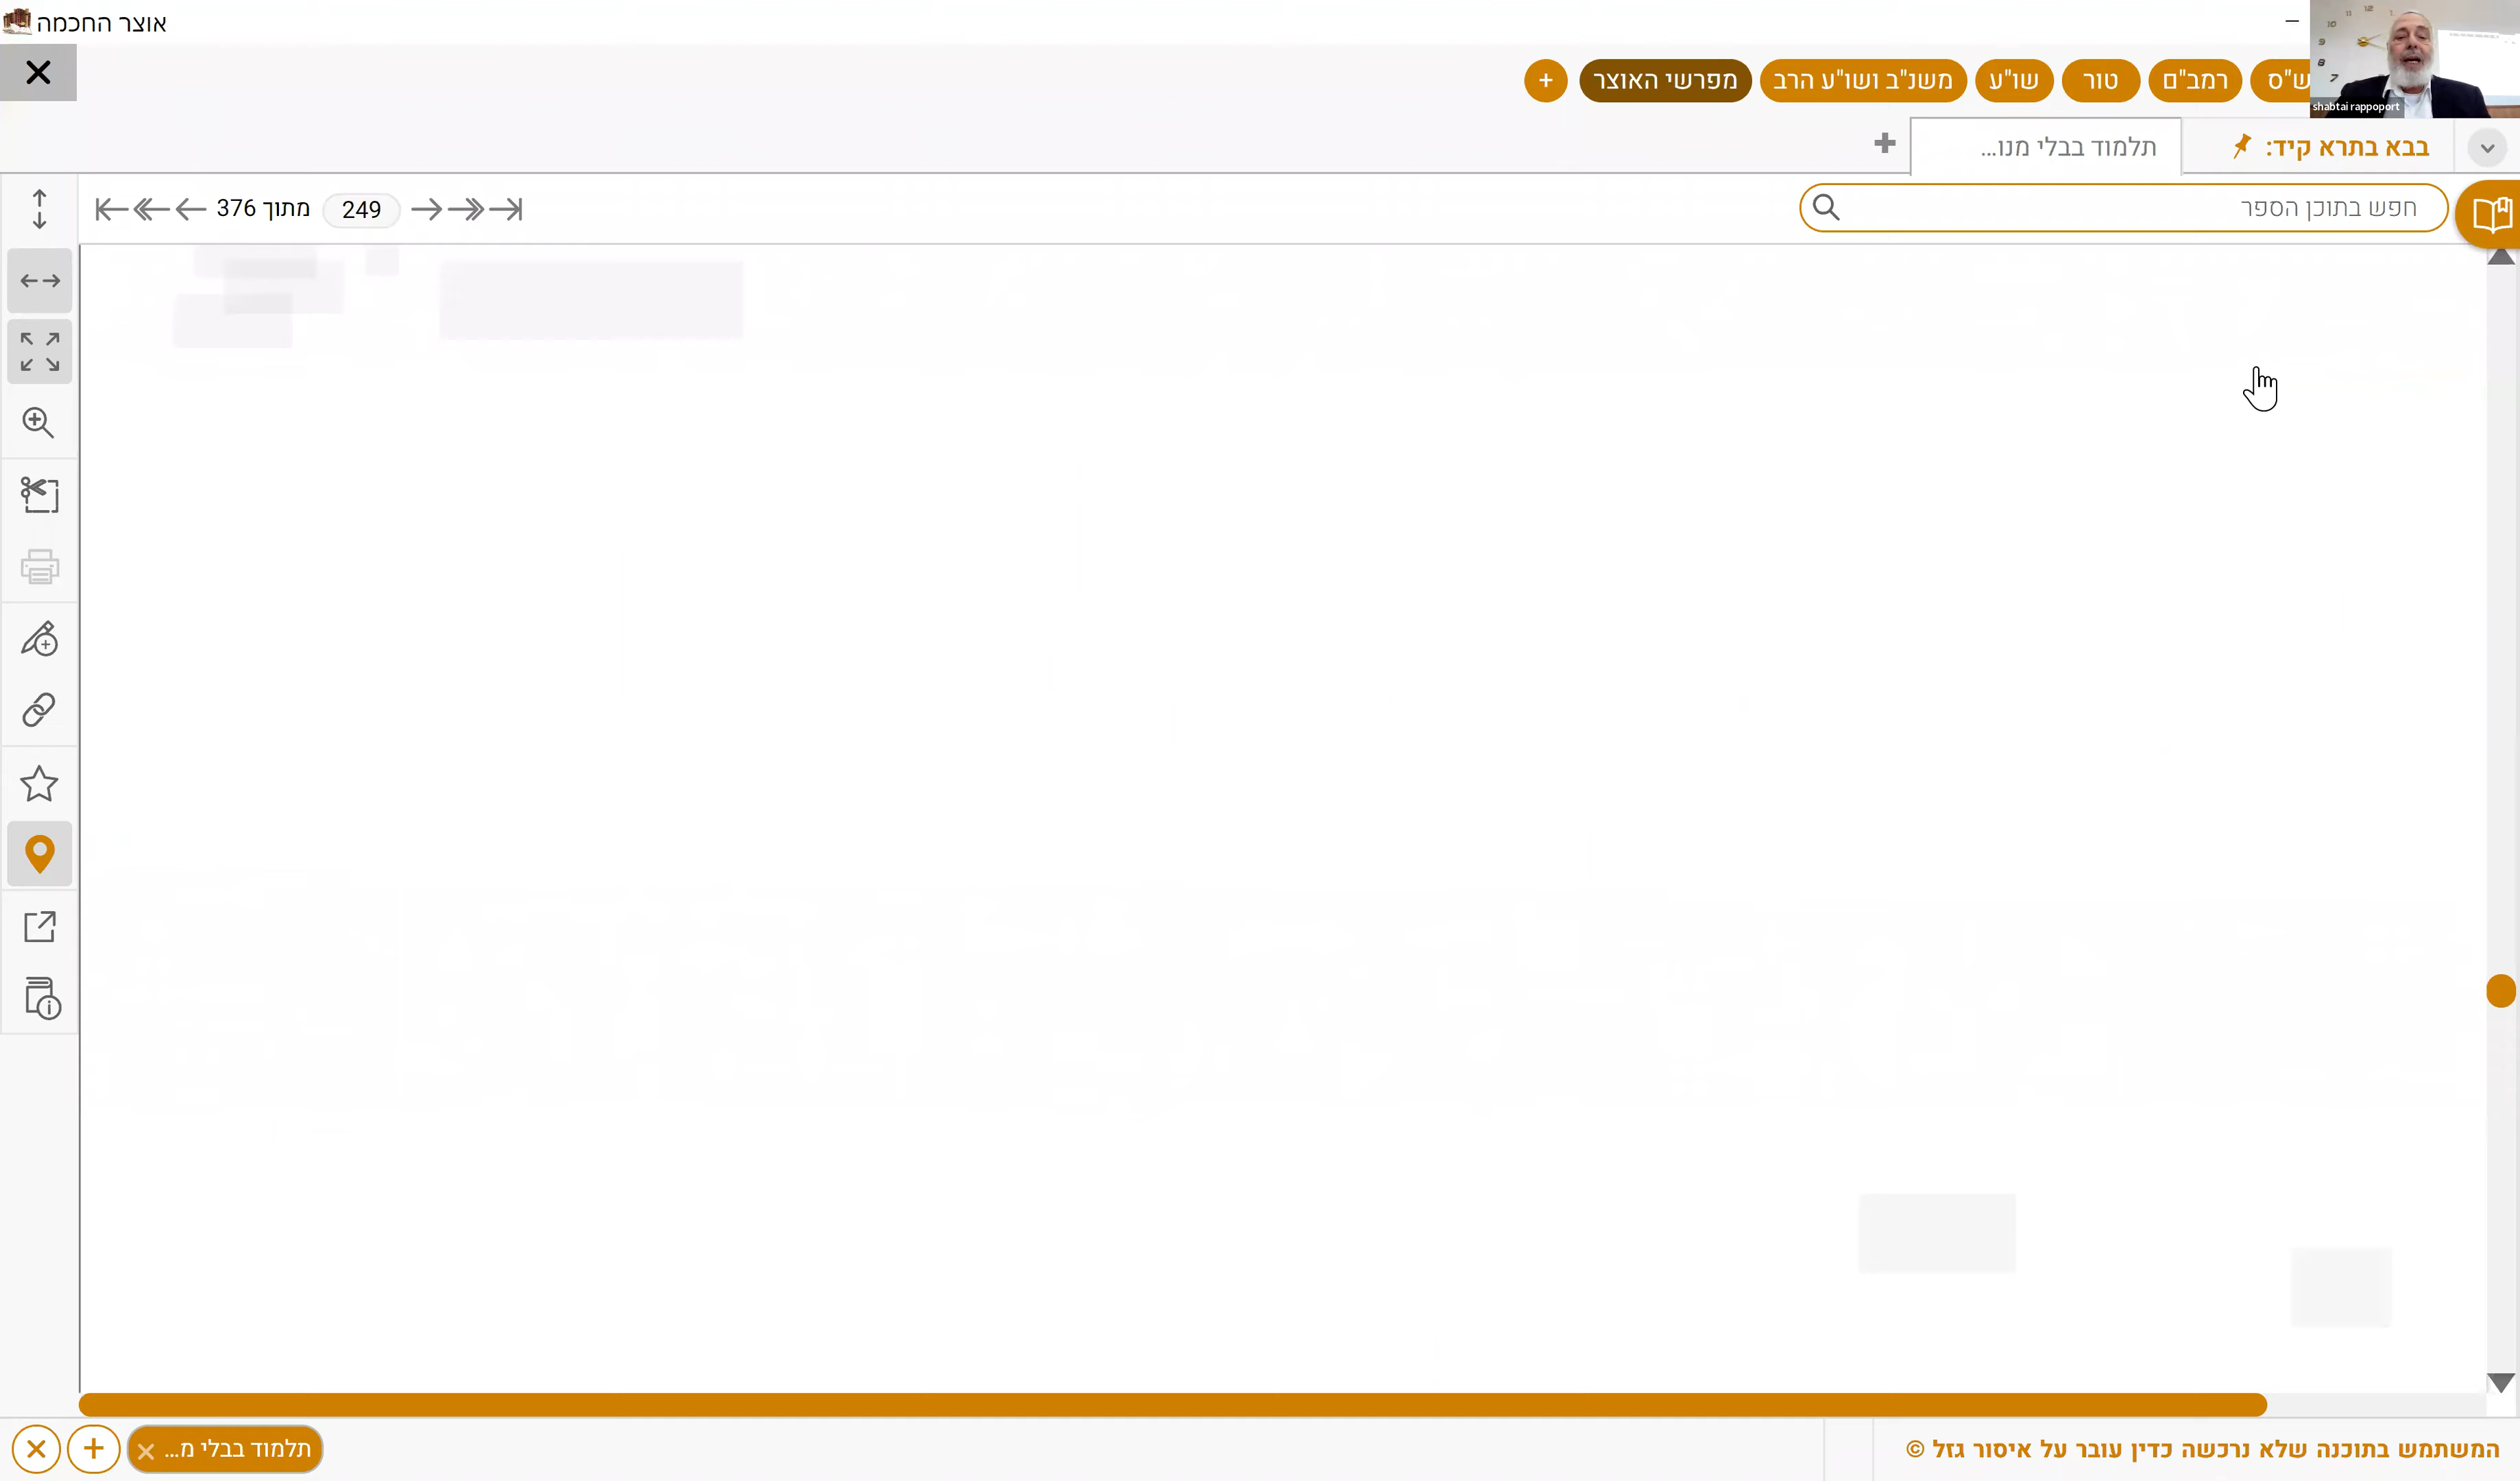 אוצר החכמה
ש"ס רמב"ם טור שו"ע משנ"ב ושו"ע הרב מפרשי האוצר +
shabtai rappoport
בבא בתרא קיד: תלמוד בבלי מנו...
חפש בתוכן הספר
249 מתוך 376
המשתמש בתוכנה שלא נרכשה כדין עובר על איסור גזל ©
תלמוד בבלי מ...